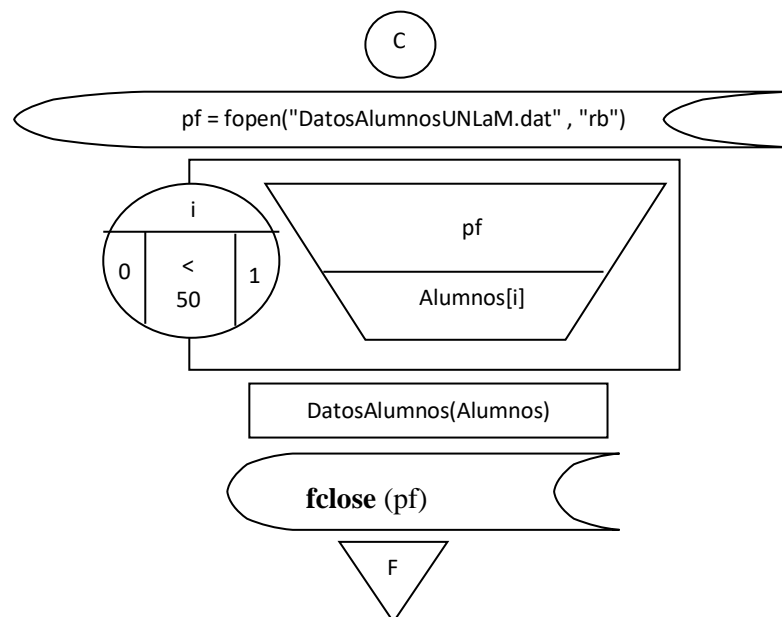 C
pf = fopen("DatosAlumnosUNLaM.dat" , "rb")
i
0 < 1
50
pf
Alumnos[i]
DatosAlumnos(Alumnos)
fclose (pf)
F